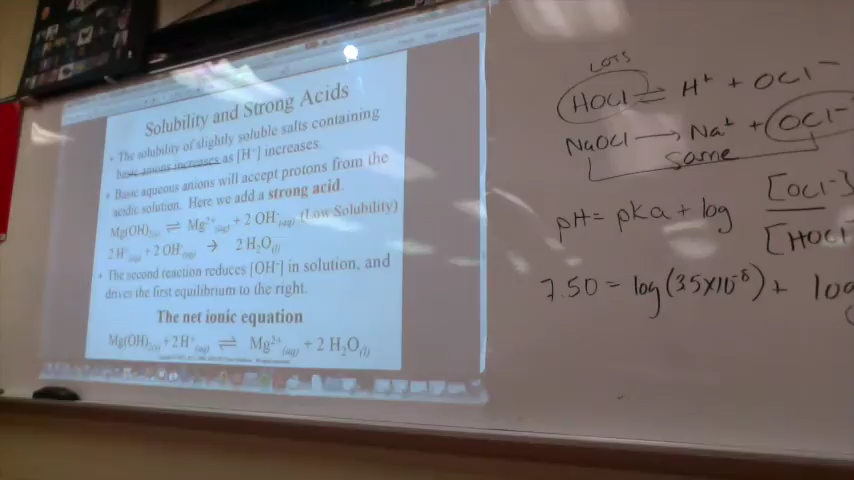 Solubility and Strong Acids
• The solubility of slightly soluble salts containing
basic anions increases as [H⁺] increases.
• Basic aqueous anions will accept protons from the
acidic solution. Here we add a strong acid.
Mg(OH)₂₍ₛ₎ ⇌ Mg²⁺(aq) + 2 OH⁻(aq) (Low Solubility)
2 H⁺(aq) + 2 OH⁻(aq) → 2 H₂O(l)
• The second reaction reduces [OH⁻] in solution, and
drives the first equilibrium to the right.
The net ionic equation
Mg(OH)₂₍ₛ₎ + 2 H⁺(aq) ⇌ Mg²⁺(aq) + 2 H₂O(l)
LOTS
HOCl ⇌ H⁺ + OCl⁻
NaOCl → Na⁺ + OCl⁻
Same
pH = pKa + log [OCl⁻]
[HOCl
7.50 = log(3.5x10⁻⁸) + log